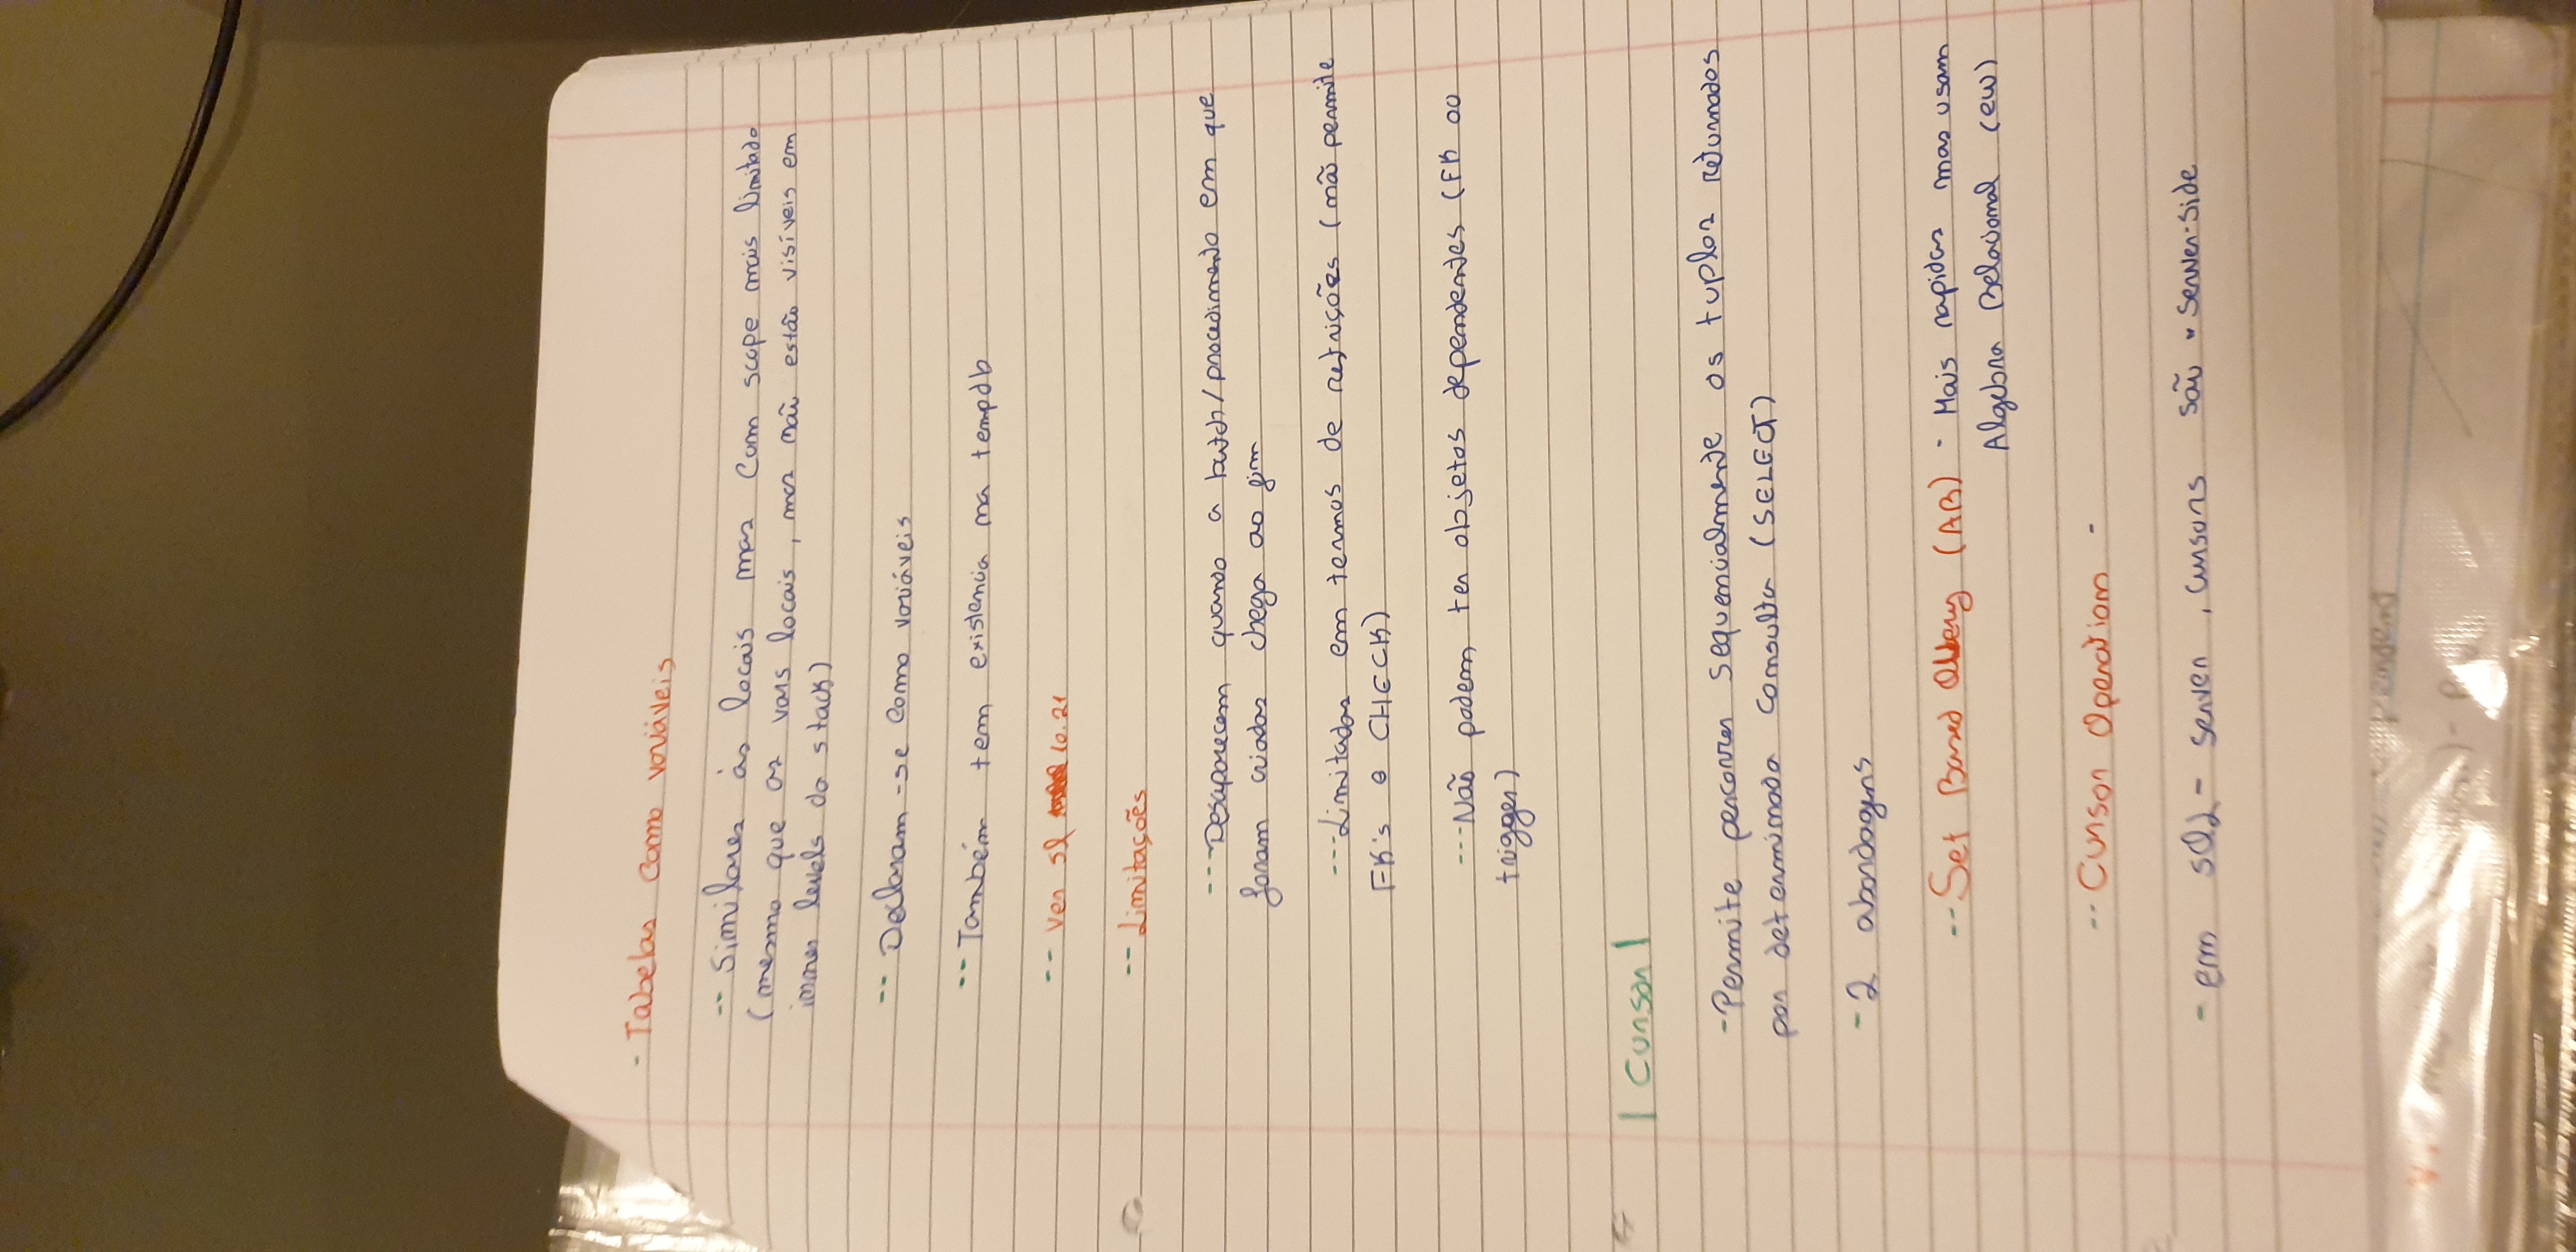 - Tabelas como variáveis
-- Similares às locais mas com scope mais limitado
(mesmo que as vars locais, mas não estão visíveis em
inner levels da stack)
-- Declaram-se como variáveis
-- Também tem existencia na tempdb
-- Ver sl 10.21
-- Limitações
--- Desaparecem quando a batch/procedimento em que
foram criadas chega ao fim
--- Limitadas em termos de restrições (não permite
FK's e CHECK)
--- Não podem ter objetos dependentes (FK ou
trigger)
| Cursor |
- Permite percorrer sequencialmente os tuplos returnados
por determinada consulta (SELECT)
- 2 abordagens
-- Set Based Query (AR) - Mais rapidas mas usam
Algebra Relacional (ew)
-- Cursor Operation -
- em SQL - server, cursors são " server-side